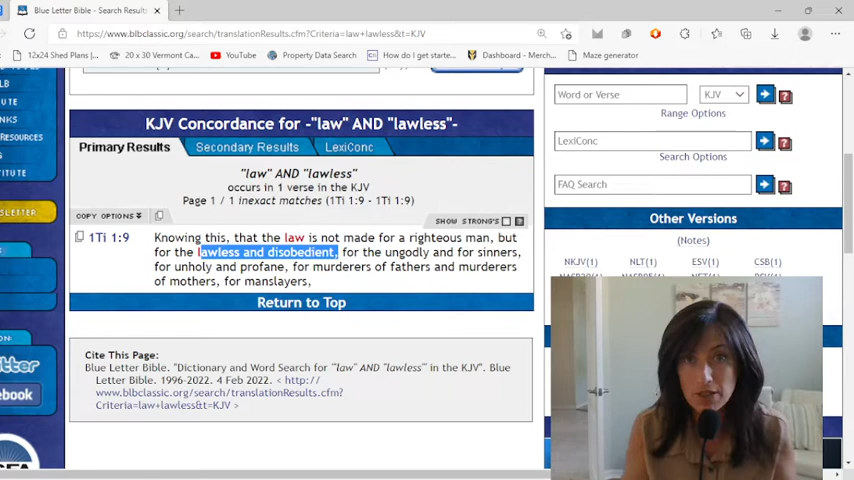 Blue Letter Bible - Search Results
https://www.blbclassic.org/search/translationResults.cfm?Criteria=law+lawless&t=KJV
12x24 Shed Plans |
20 x 30 Vermont Ca...
YouTube
Property Data Search
How do I get starte...
Dashboard - Merch...
Maze generator
LB
UTE
NKS
RESOURCES
TITUTE
SLETTER
ON:
witter
ebook
KJV Concordance for -"law" AND "lawless"-
Primary Results
Secondary Results
LexiConc
"law" AND "lawless"
occurs in 1 verse in the KJV
Page 1 / 1 inexact matches (1Ti 1:9 - 1Ti 1:9)
COPY OPTIONS
SHOW STRONG'S
1Ti 1:9
Knowing this, that the law is not made for a righteous man, but
for the lawless and disobedient, for the ungodly and for sinners,
for unholy and profane, for murderers of fathers and murderers
of mothers, for manslayers,
Return to Top
Cite This Page:
Blue Letter Bible. "Dictionary and Word Search for '"law" AND "lawless"' in the KJV". Blue
Letter Bible. 1996-2022. 4 Feb 2022. < http://
www.blbclassic.org/search/translationResults.cfm?
Criteria=law+lawless&t=KJV >
Word or Verse
KJV
Range Options
LexiConc
Search Options
FAQ Search
Other Versions
(Notes)
NKJV(1)
NLT(1)
ESV(1)
CSB(1)